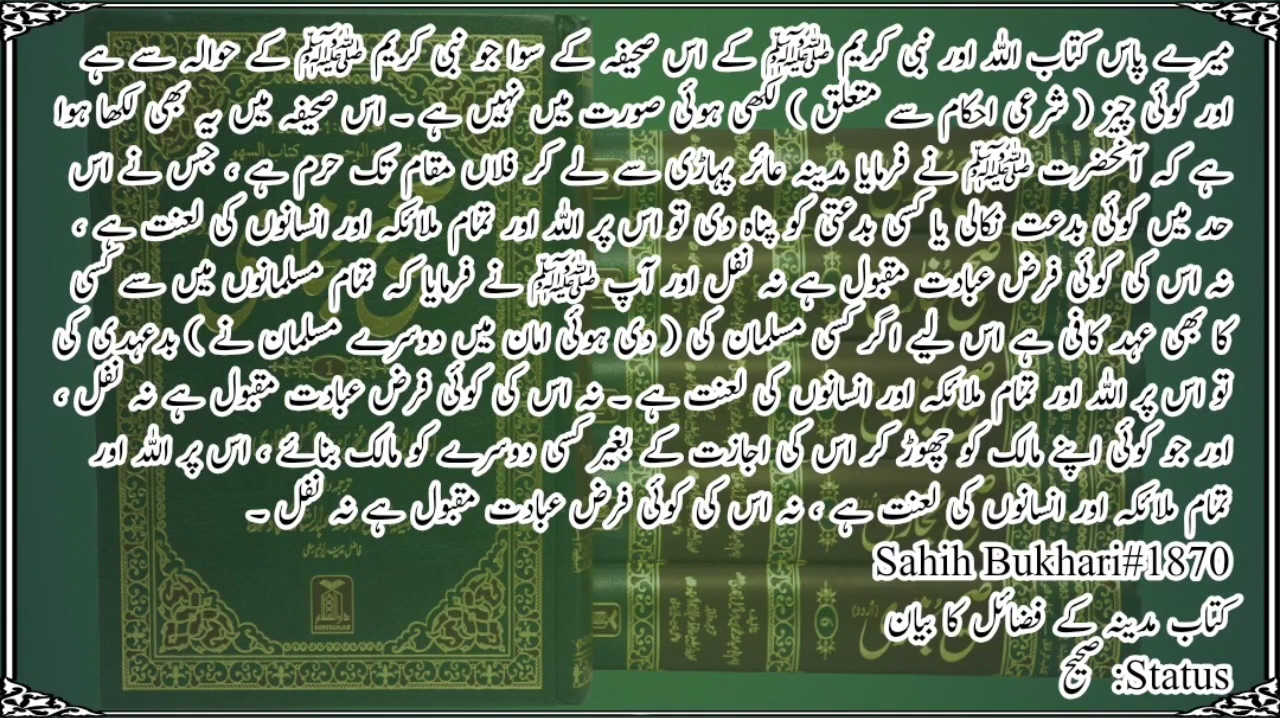 میرے پاس کتاب اللہ اور نبی کریم ﷺ کے اس صحیفہ کے سوا جو نبی کریم ﷺ کے حوالہ سے ہے
اور کوئی چیز ( شرعی احکام سے متعلق ) لکھی ہوئی صورت میں نہیں ہے ۔ اس صحیفہ میں یہ بھی لکھا ہوا
ہے کہ آنحضرت ﷺ نے فرمایا مدینہ عائر پہاڑی سے لے کر فلاں مقام تک حرم ہے ، جس نے اس
حد میں کوئی بدعت نکالی یا کسی بدعتی کو پناہ دی تو اس پر اللہ اور تمام ملائکہ اور انسانوں کی لعنت ہے ،
نہ اس کی کوئی فرض عبادت مقبول ہے نہ نفل اور آپ ﷺ نے فرمایا کہ تمام مسلمانوں میں سے کسی
کا بھی عہد کافی ہے اس لیے اگر کسی مسلمان کی ( دی ہوئی امان میں دوسرے مسلمان نے ) بدعہدی کی
تو اس پر اللہ اور تمام ملائکہ اور انسانوں کی لعنت ہے ۔ نہ اس کی کوئی فرض عبادت مقبول ہے نہ نفل ،
اور جو کوئی اپنے مالک کو چھوڑ کر اس کی اجازت کے بغیر کسی دوسرے کو مالک بنائے ، اس پر اللہ اور
تمام ملائکہ اور انسانوں کی لعنت ہے ، نہ اس کی کوئی فرض عبادت مقبول ہے نہ نفل ۔
Sahih Bukhari#1870
کتاب مدینہ کے فضائل کا بیان
Status: صحیح
1
دارالسلام
DARUSSALAM
6